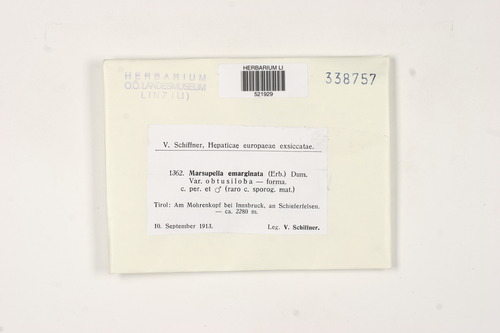 HERBARIUM
O.Ö. LANDESMUSEUM
LINZ (LI)
HERBARIUM LI
521929
338757
V. Schiffner, Hepaticae europaeae exsiccatae.
1362. Marsupella emarginata (Erh.) Dum.
Var. obtusiloba — forma.
c. per. et ♂ (raro c. sporog. mat.)
Tirol: Am Mohrenkopf bei Innsbruck, an Schieferfelsen.
— ca. 2280 m.
10. September 1913. Leg. V. Schiffner.